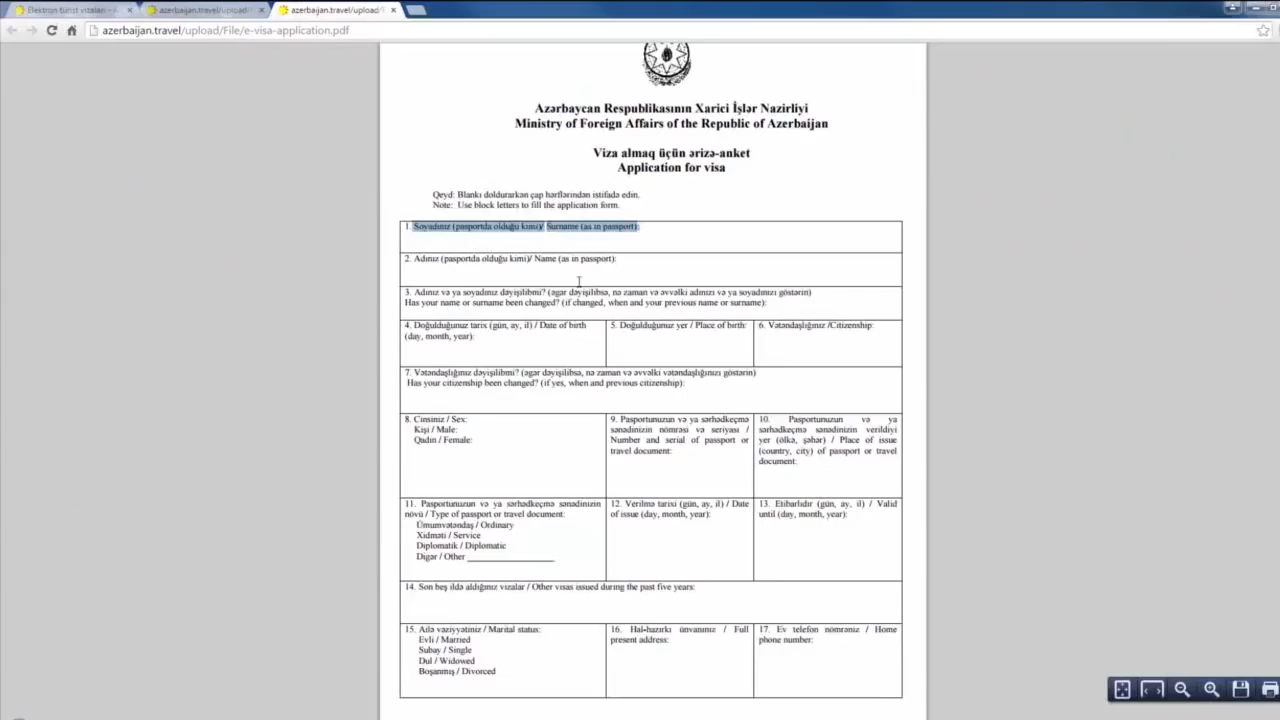 Elektron turist vizaları - A
azerbaijan.travel/upload/
azerbaijan.travel/upload/F
azerbaijan.travel/upload/File/e-visa-application.pdf
Azərbaycan Respublikasının Xarici İşlər Nazirliyi
Ministry of Foreign Affairs of the Republic of Azerbaijan
Viza almaq üçün ərizə-anket
Application for visa
Qeyd: Blankı doldurarkən çap hərflərindən istifadə edin.
Note: Use block letters to fill the application form.
1. Soyadınız (pasportda olduğu kimi)/ Surname (as in passport):
2. Adınız (pasportda olduğu kimi)/ Name (as in passport):
3. Adınız və ya soyadınız dəyişilibmi? (əgər dəyişilibsə, nə zaman və əvvəlki adınızı və ya soyadınızı göstərin)
Has your name or surname been changed? (if changed, when and your previous name or surname):
4. Doğulduğunuz tarix (gün, ay, il) / Date of birth
(day, month, year):
5. Doğulduğunuz yer / Place of birth:
6. Vətəndaşlığınız /Citizenship:
7. Vətəndaşlığınız dəyişilibmi? (əgər dəyişilibsə, nə zaman və əvvəlki vətəndaşlığınızı göstərin)
Has your citizenship been changed? (if yes, when and previous citizenship):
8. Cinsiniz / Sex:
Kişi / Male:
Qadın / Female:
9. Pasportunuzun və ya sərhədkeçmə
sənədinizin nömrəsi və seriyası /
Number and serial of passport or
travel document:
10. Pasportunuzun və ya
sərhədkeçmə sənədinizin verildiyi
yer (ölkə, şəhər) / Place of issue
(country, city) of passport or travel
document:
11. Pasportunuzun və ya sərhədkeçmə sənədinizin
növü / Type of passport or travel document:
Ümumvətəndaş / Ordinary
Xidməti / Service
Diplomatik / Diplomatic
Digər / Other ____________________
12. Verilmə tarixi (gün, ay, il) / Date
of issue (day, month, year):
13. Etibarlıdır (gün, ay, il) / Valid
until (day, month, year):
14. Son beş ildə aldığınız vizalar / Other visas issued during the past five years:
15. Ailə vəziyyətiniz / Marital status:
Evli / Married
Subay / Single
Dul / Widowed
Boşanmış / Divorced
16. Hal-hazırkı ünvanınız / Full
present address:
17. Ev telefon nömrəniz / Home
phone number: